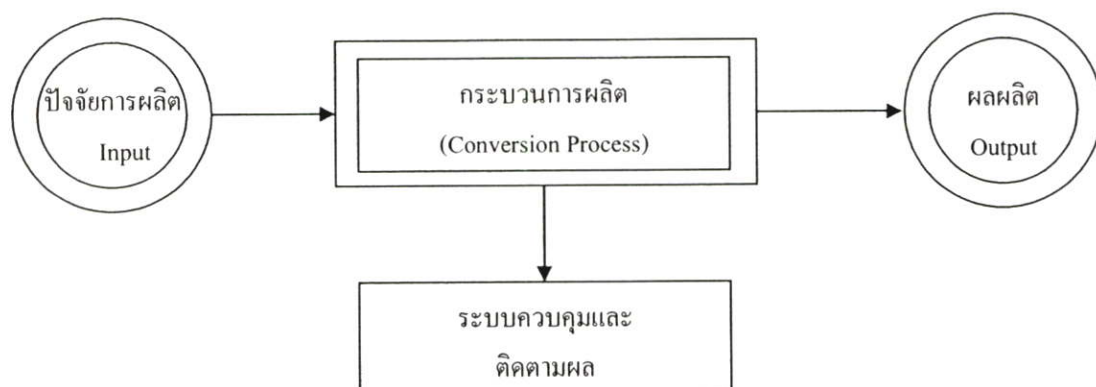 ปัจจัยการผลิต
Input
กระบวนการผลิต
(Conversion Process)
ผลผลิต
Output
ระบบควบคุมและ
ติดตามผล